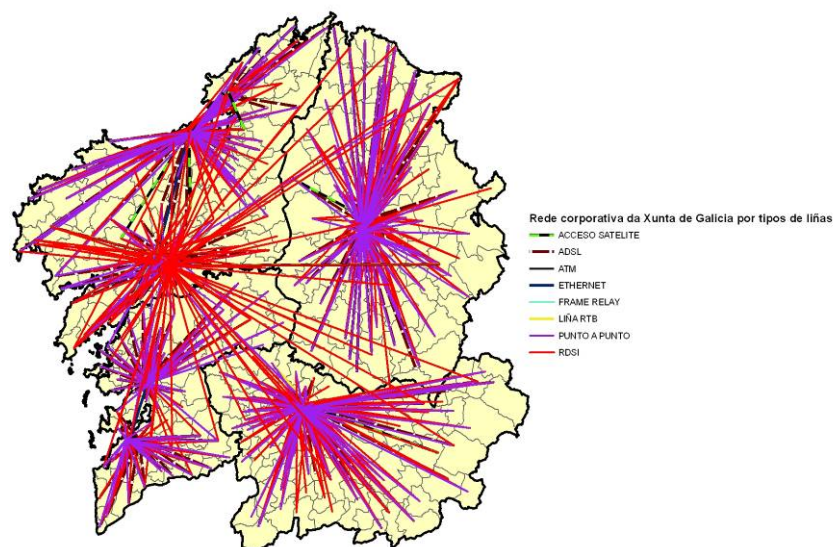 Rede corporativa da Xunta de Galicia por tipos de liñas
ACCESO SATELITE
ADSL
ATM
ETHERNET
FRAME RELAY
LIÑA RTB
PUNTO A PUNTO
RDSI